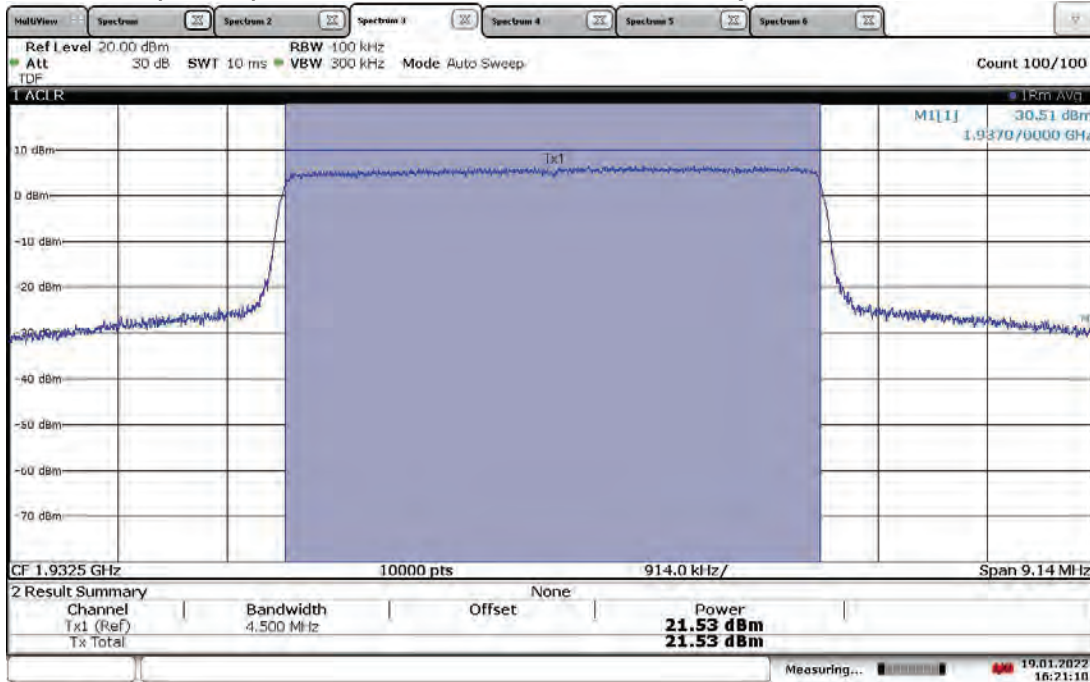 MultiView Spectrum Spectrum 2 Spectrum 3 Spectrum 4 Spectrum 5 Spectrum 6
Ref Level 20.00 dBm RBW 100 kHz
Att 30 dB SWT 10 ms VBW 300 kHz Mode Auto Sweep Count 100/100
TDF
1 ACLR 1Rm Avg
M1[1] 30.51 dBm
1.937070000 GHz
10 dBm
Tx1
0 dBm
-10 dBm
-20 dBm
-30 dBm
-40 dBm
-50 dBm
-60 dBm
-70 dBm
CF 1.9325 GHz 10000 pts 914.0 kHz/ Span 9.14 MHz
2 Result Summary None
Channel Bandwidth Offset Power
Tx1 (Ref) 4.500 MHz 21.53 dBm
Tx Total 21.53 dBm
Measuring... 19.01.2022
16:21:10